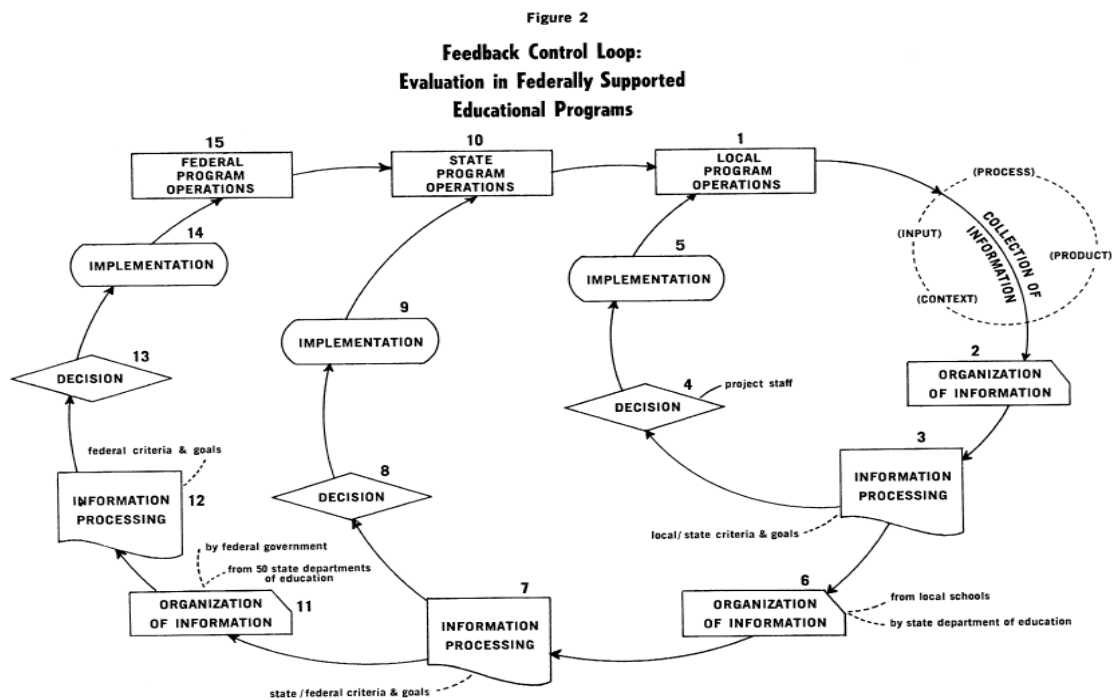 Figure 2
Feedback Control Loop:
Evaluation in Federally Supported
Educational Programs
15
FEDERAL
PROGRAM
OPERATIONS
10
STATE
PROGRAM
OPERATIONS
1
LOCAL
PROGRAM
OPERATIONS
(PROCESS)
(INPUT)
COLLECTION OF
INFORMATION
(PRODUCT)
(CONTEXT)
14
IMPLEMENTATION
5
IMPLEMENTATION
9
IMPLEMENTATION
13
DECISION
4
DECISION
project staff
2
ORGANIZATION
OF INFORMATION
3
INFORMATION
PROCESSING
local/state criteria & goals
federal criteria & goals
12
INFORMATION
PROCESSING
8
DECISION
by federal government
from 50 state departments
of education
11
ORGANIZATION
OF INFORMATION
7
INFORMATION
PROCESSING
state/federal criteria & goals
6
ORGANIZATION
OF INFORMATION
from local schools
by state department of education